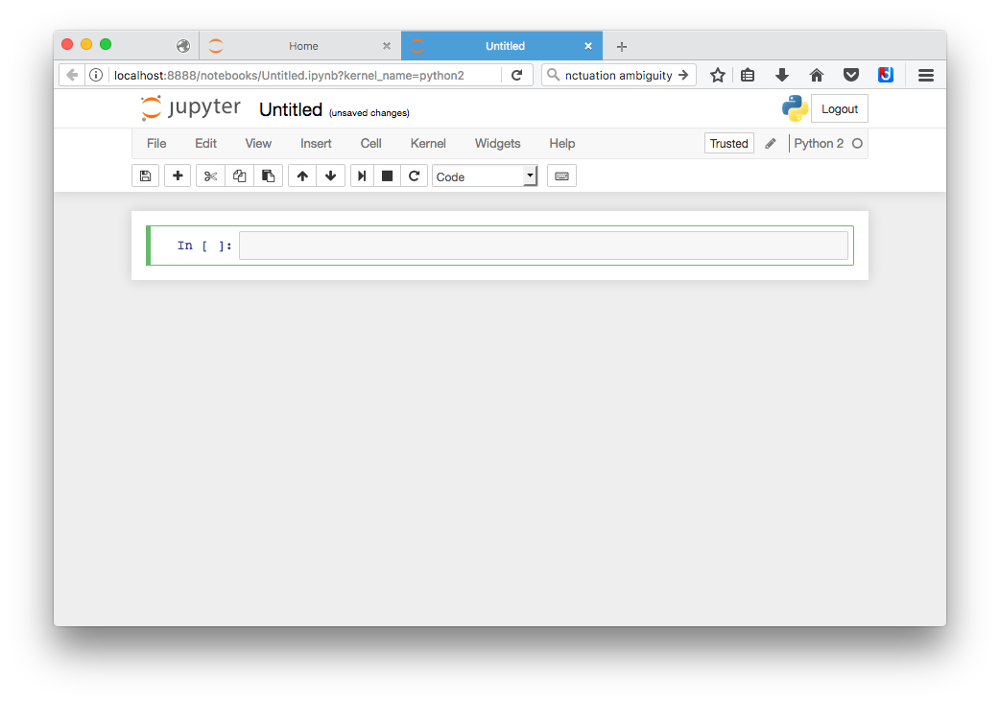 Home Untitled
localhost:8888/notebooks/Untitled.ipynb?kernel_name=python2 nctuation ambiguity
jupyter Untitled (unsaved changes) Logout
File Edit View Insert Cell Kernel Widgets Help Trusted Python 2
Code
In [ ]: